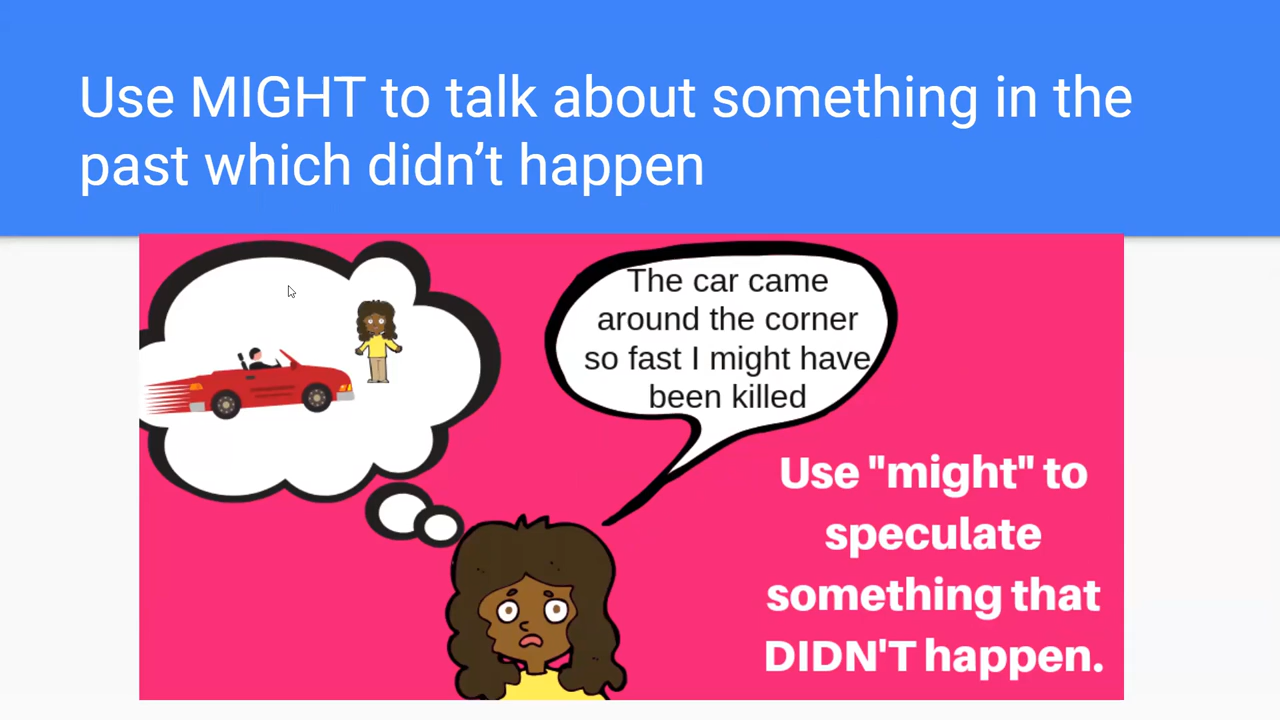 Use MIGHT to talk about something in the
past which didn’t happen
The car came
around the corner
so fast I might have
been killed
Use "might" to
speculate
something that
DIDN'T happen.